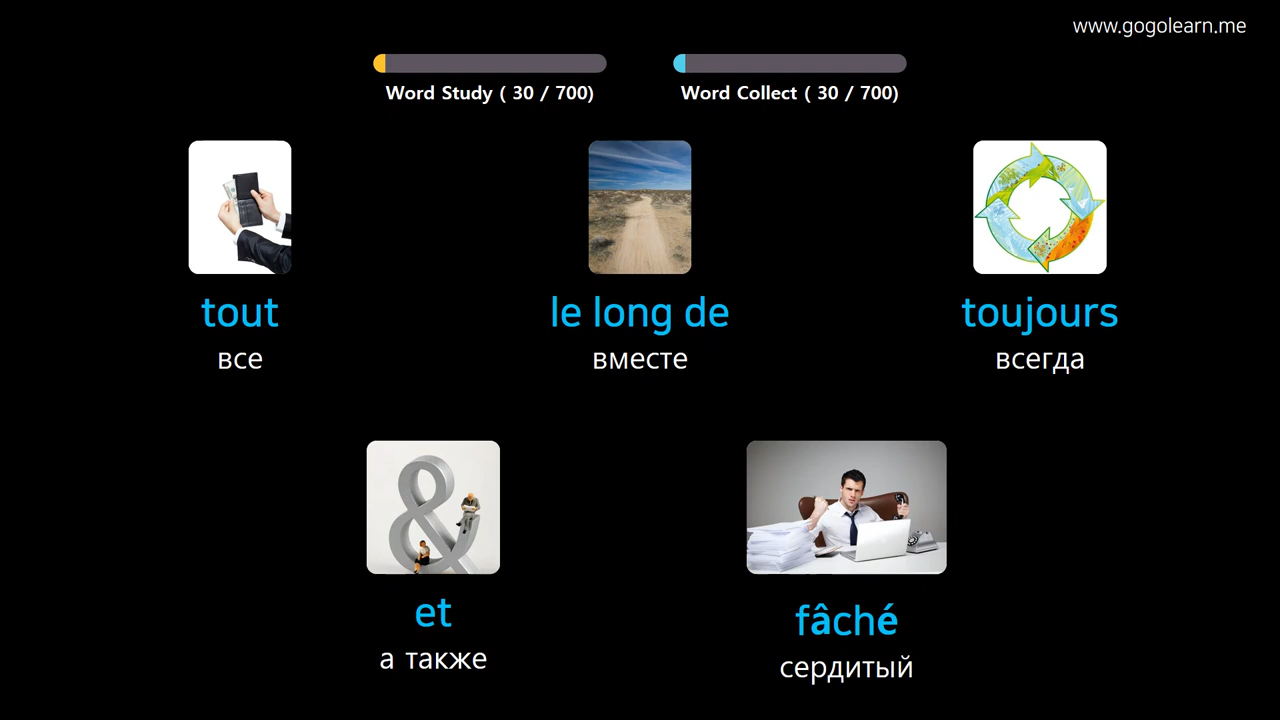 www.gogolearn.me
Word Study ( 30 / 700)
Word Collect ( 30 / 700)
tout
все
le long de
вместе
toujours
всегда
et
а также
fâché
сердитый